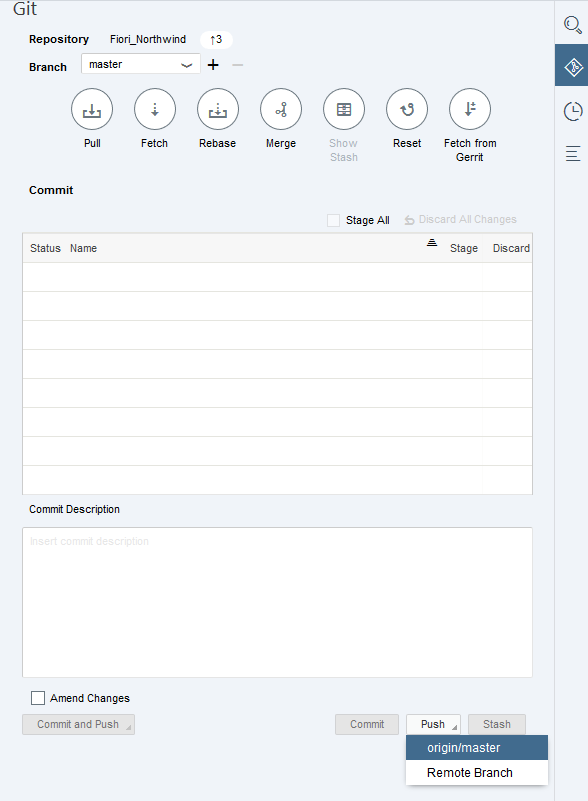 Git
Repository Fiori_Northwind ↑3
Branch master
Pull Fetch Rebase Merge Show Stash Reset Fetch from Gerrit
Commit
Stage All Discard All Changes
Status Name Stage Discard
Commit Description
Insert commit description
Amend Changes
Commit and Push Commit Push Stash
origin/master
Remote Branch